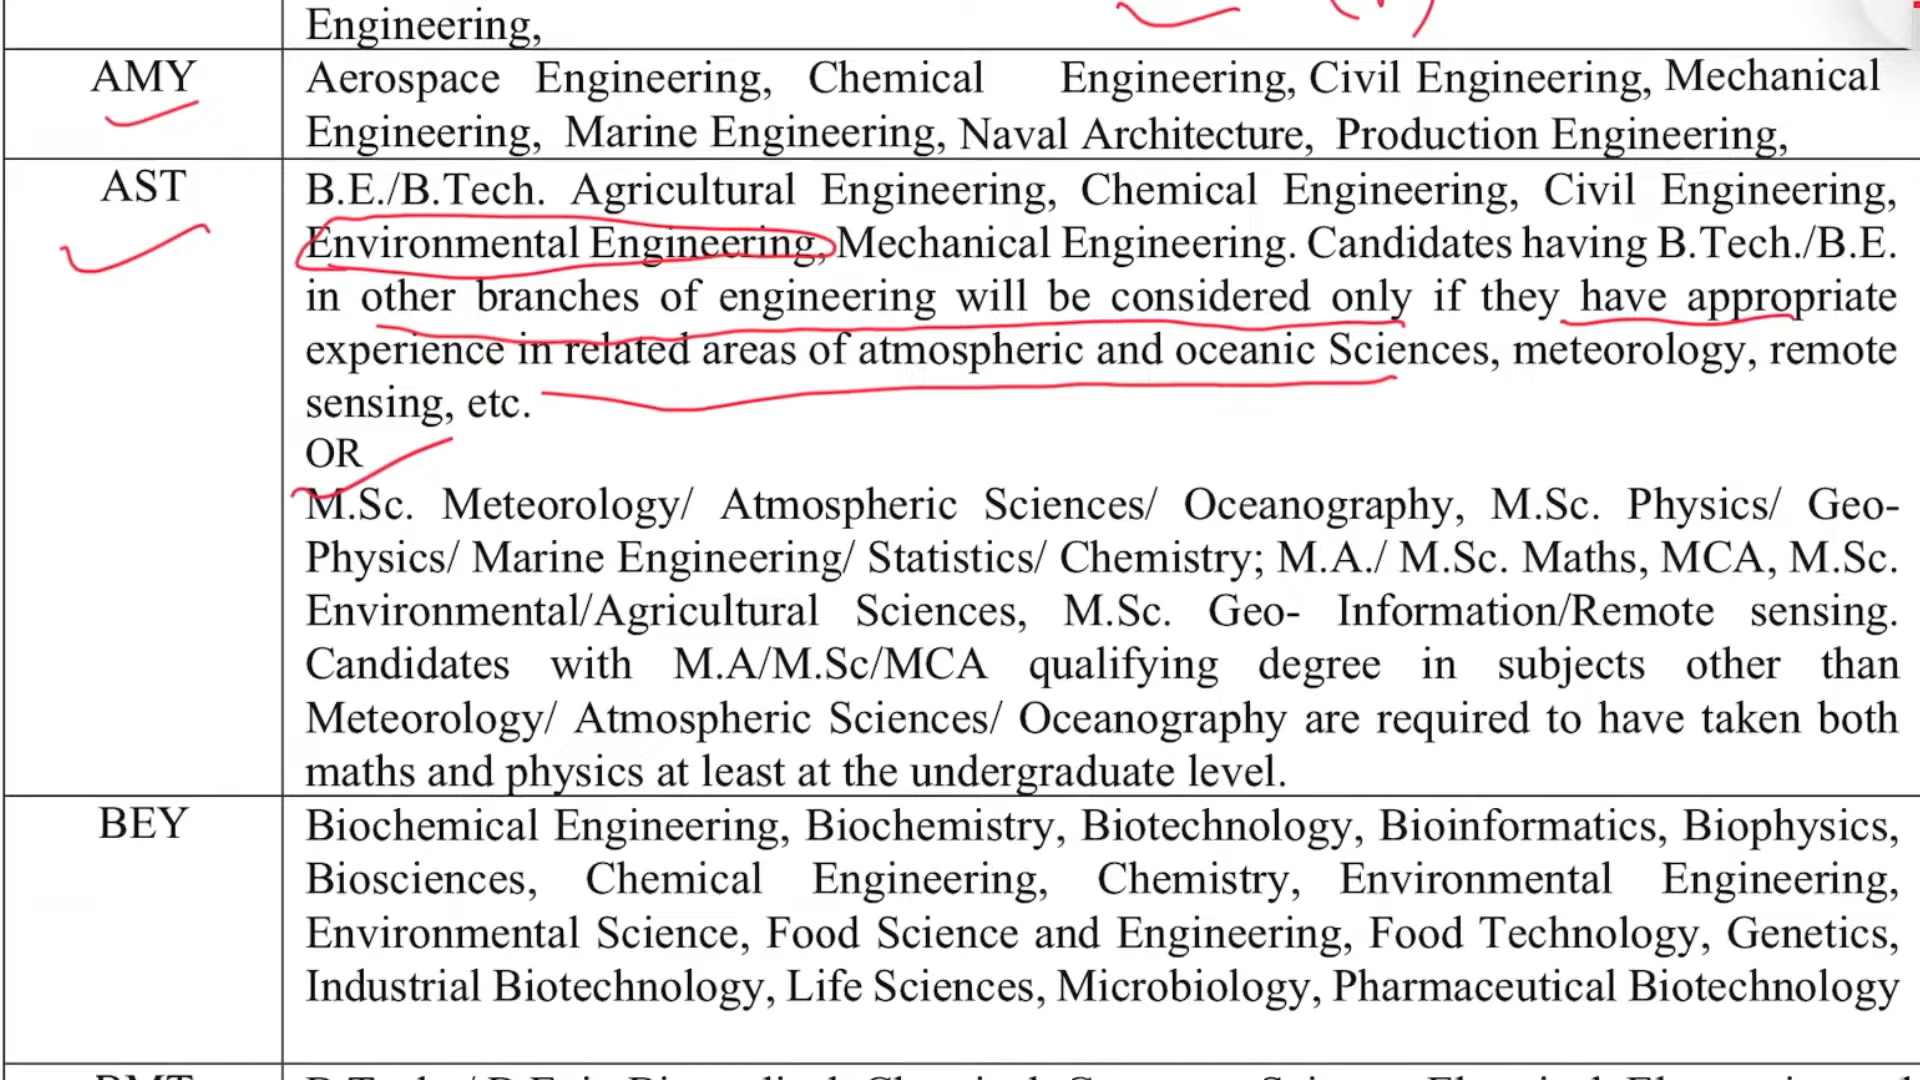 Engineering,
AMY
Aerospace Engineering, Chemical Engineering, Civil Engineering, Mechanical
Engineering, Marine Engineering, Naval Architecture, Production Engineering,
AST
B.E./B.Tech. Agricultural Engineering, Chemical Engineering, Civil Engineering,
Environmental Engineering, Mechanical Engineering. Candidates having B.Tech./B.E.
in other branches of engineering will be considered only if they have appropriate
experience in related areas of atmospheric and oceanic Sciences, meteorology, remote
sensing, etc.
OR
M.Sc. Meteorology/ Atmospheric Sciences/ Oceanography, M.Sc. Physics/ Geo-
Physics/ Marine Engineering/ Statistics/ Chemistry; M.A./ M.Sc. Maths, MCA, M.Sc.
Environmental/Agricultural Sciences, M.Sc. Geo- Information/Remote sensing.
Candidates with M.A/M.Sc/MCA qualifying degree in subjects other than
Meteorology/ Atmospheric Sciences/ Oceanography are required to have taken both
maths and physics at least at the undergraduate level.
BEY
Biochemical Engineering, Biochemistry, Biotechnology, Bioinformatics, Biophysics,
Biosciences, Chemical Engineering, Chemistry, Environmental Engineering,
Environmental Science, Food Science and Engineering, Food Technology, Genetics,
Industrial Biotechnology, Life Sciences, Microbiology, Pharmaceutical Biotechnology